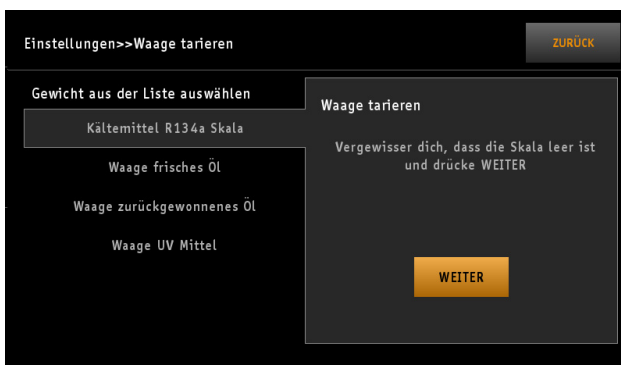 Einstellungen>>Waage tarieren
ZURÜCK
Gewicht aus der Liste auswählen
Kältemittel R134a Skala
Waage frisches Öl
Waage zurückgewonnenes Öl
Waage UV Mittel
Waage tarieren
Vergewisser dich, dass die Skala leer ist
und drücke WEITER
WEITER